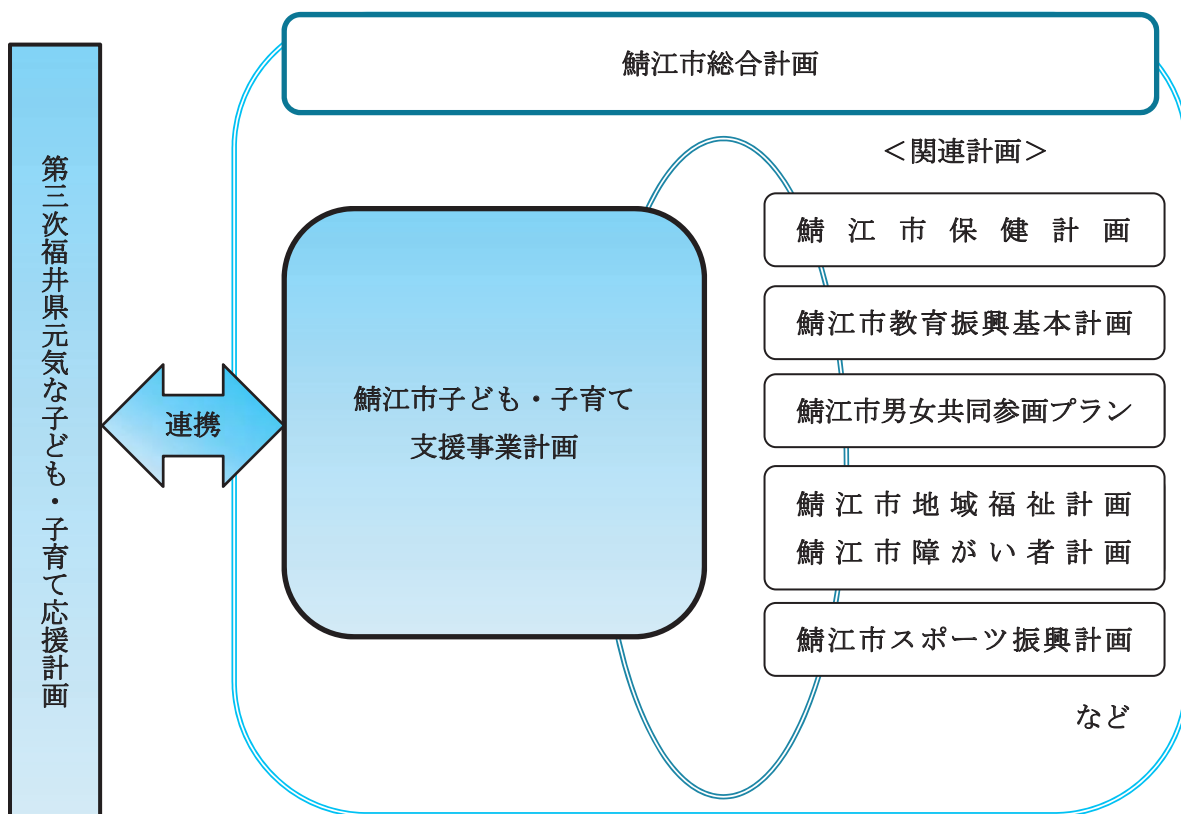 鯖江市総合計画
第三次福井県元気な子ども・子育て応援計画
連携
鯖江市子ども・子育て
支援事業計画
＜関連計画＞
鯖江市保健計画
鯖江市教育振興基本計画
鯖江市男女共同参画プラン
鯖江市地域福祉計画
鯖江市障がい者計画
鯖江市スポーツ振興計画
など